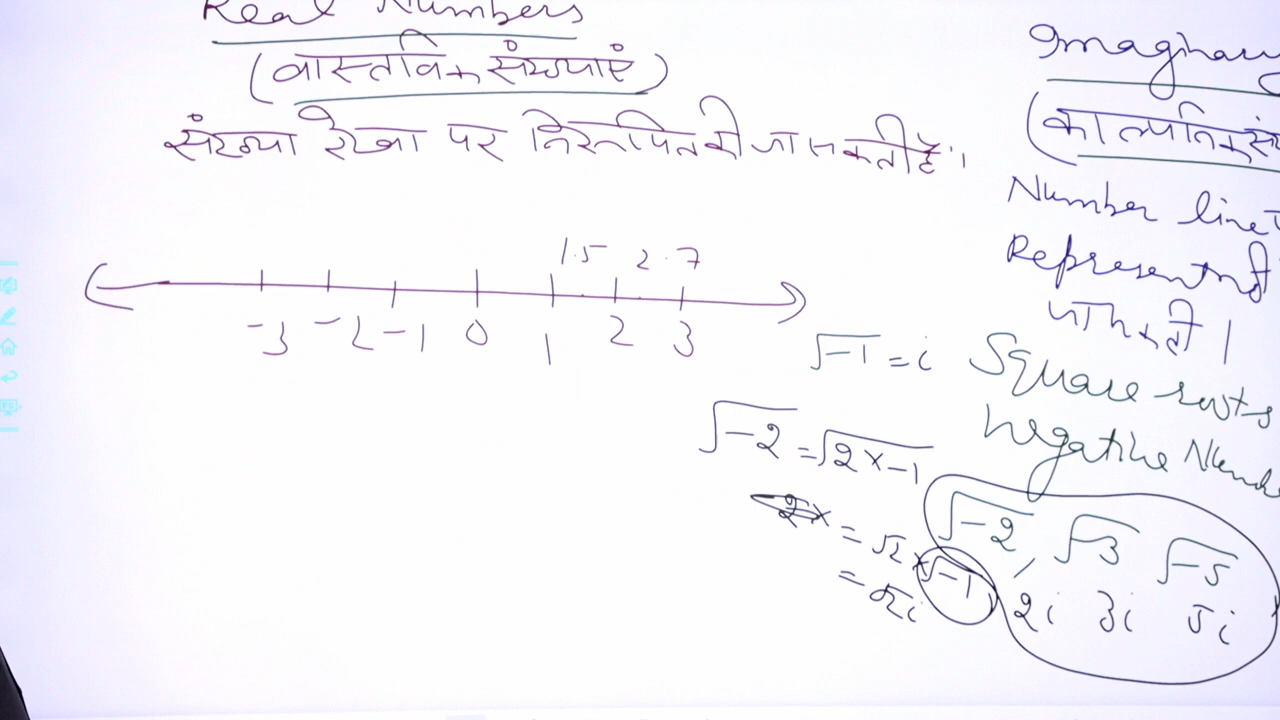 Real Numbers
(वास्तविक संख्याएं)
संख्या रेखा पर निरूपित की जा सकती हैं।
1.5 2.7
-3 -2 -1 0 1 2 3
√-1 = i
√-2 = √2×-1
= √2 × √-1
= √2i
Imaginary
(काल्पनिक सं
Number line
Represent नही
Square roots
negative
√-2, √-3 √-5
2i 3i 5i